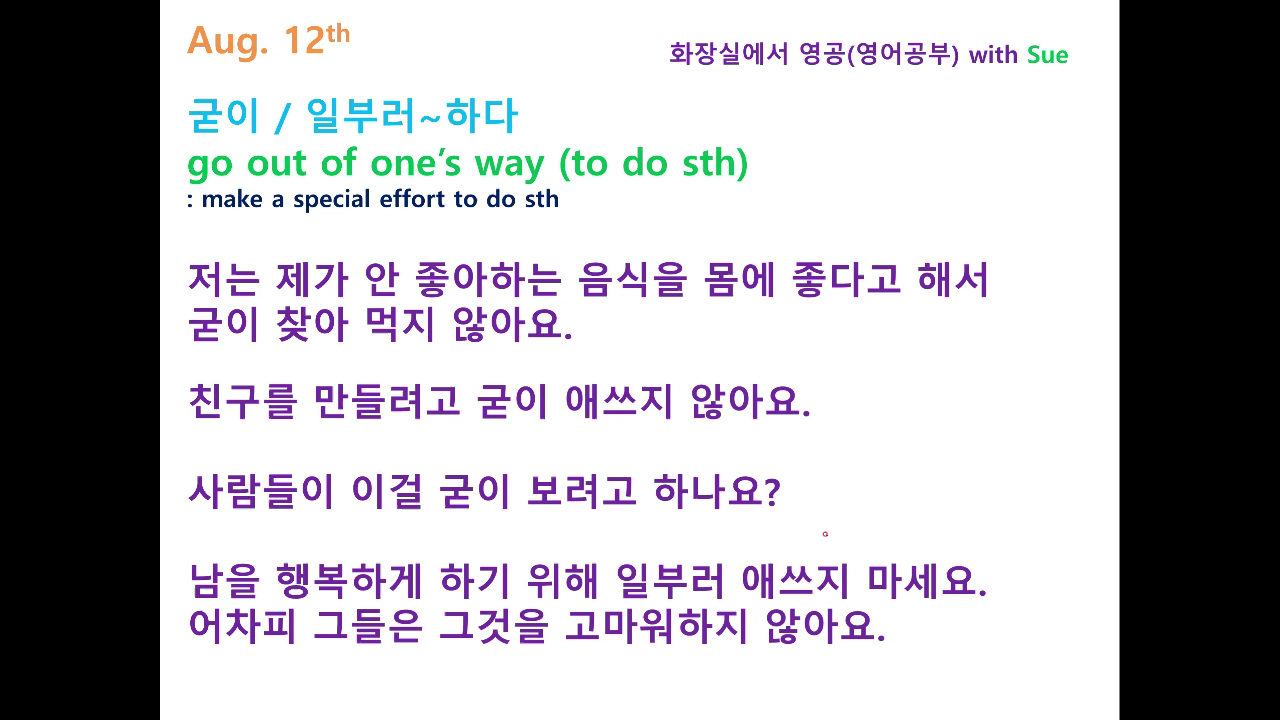 Aug. 12th
화장실에서 영공(영어공부) with Sue
굳이 / 일부러~하다
go out of one’s way (to do sth)
: make a special effort to do sth
저는 제가 안 좋아하는 음식을 몸에 좋다고 해서
굳이 찾아 먹지 않아요.
친구를 만들려고 굳이 애쓰지 않아요.
사람들이 이걸 굳이 보려고 하나요?
남을 행복하게 하기 위해 일부러 애쓰지 마세요.
어차피 그들은 그것을 고마워하지 않아요.